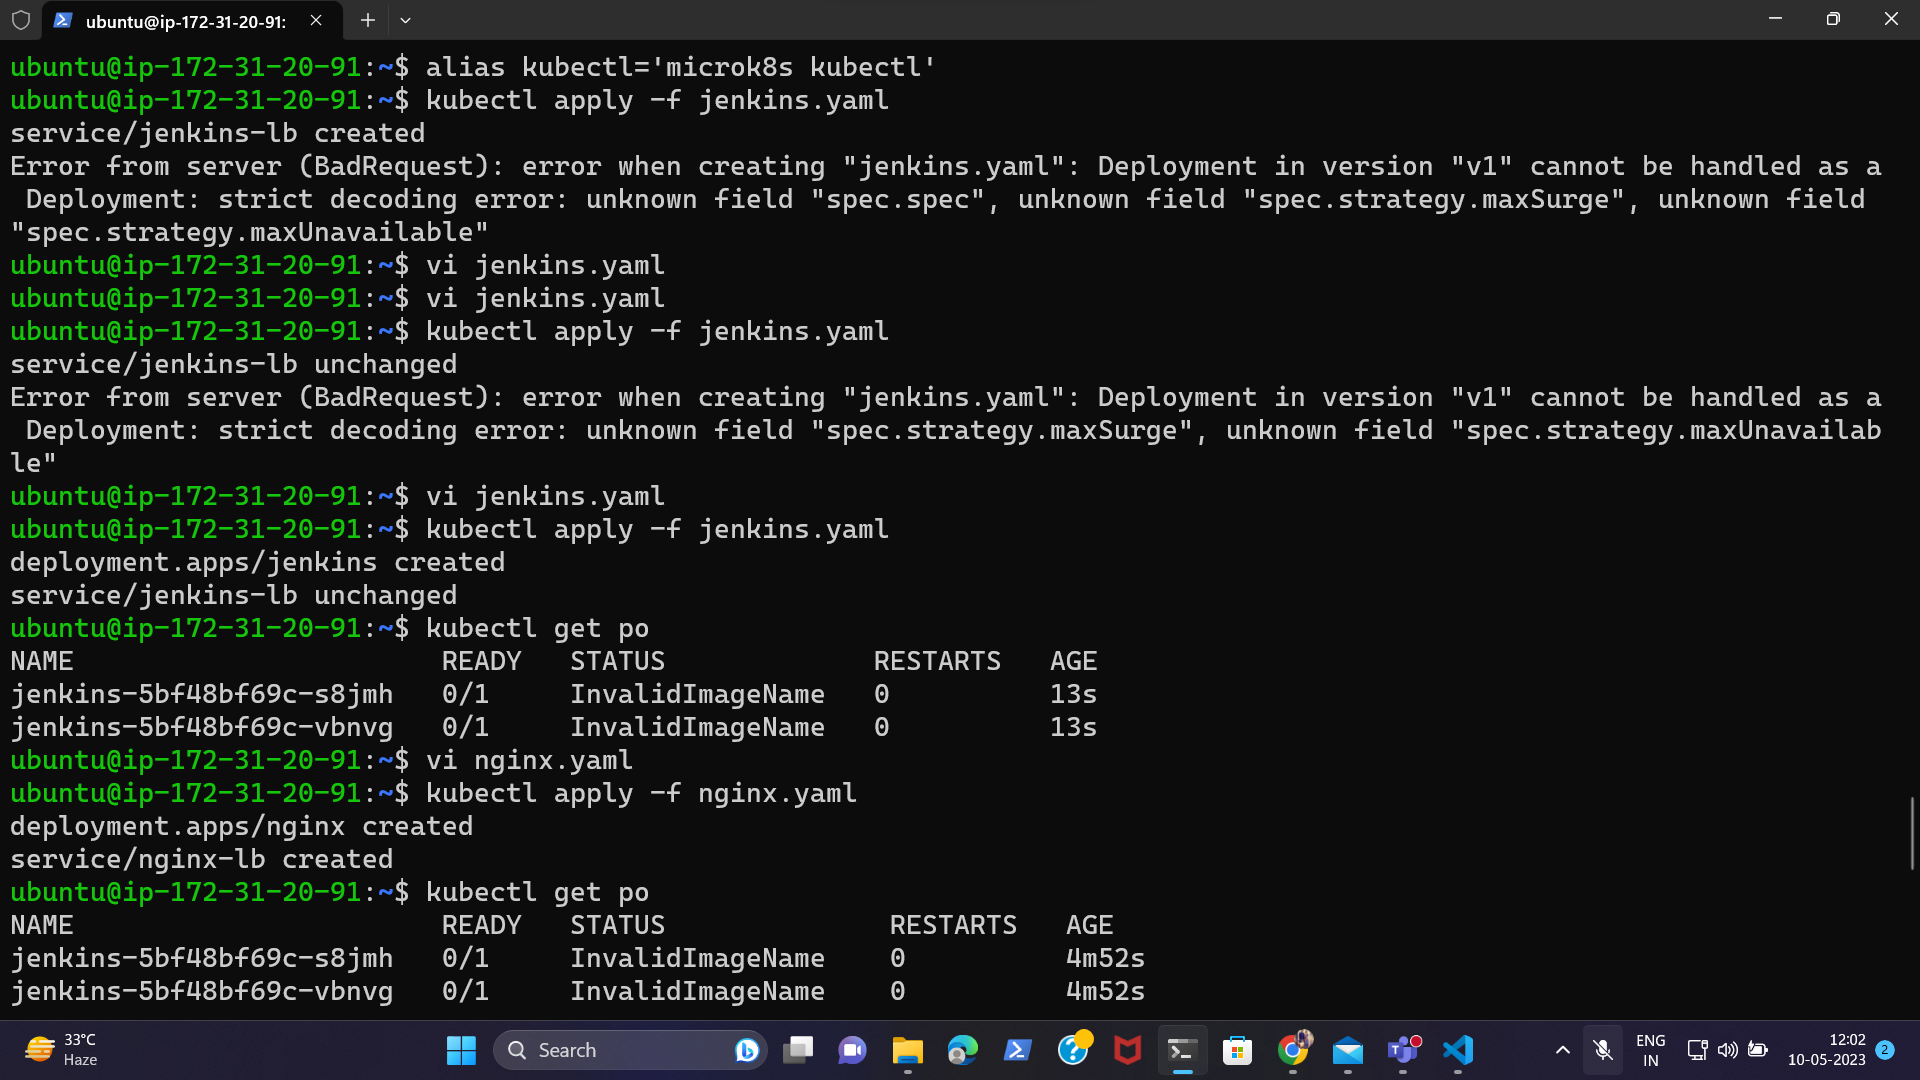 ubuntu@ip-172-31-20-91:
ubuntu@ip-172-31-20-91:~$ alias kubectl='microk8s kubectl'
ubuntu@ip-172-31-20-91:~$ kubectl apply -f jenkins.yaml
service/jenkins-lb created
Error from server (BadRequest): error when creating "jenkins.yaml": Deployment in version "v1" cannot be handled as a
 Deployment: strict decoding error: unknown field "spec.spec", unknown field "spec.strategy.maxSurge", unknown field
"spec.strategy.maxUnavailable"
ubuntu@ip-172-31-20-91:~$ vi jenkins.yaml
ubuntu@ip-172-31-20-91:~$ vi jenkins.yaml
ubuntu@ip-172-31-20-91:~$ kubectl apply -f jenkins.yaml
service/jenkins-lb unchanged
Error from server (BadRequest): error when creating "jenkins.yaml": Deployment in version "v1" cannot be handled as a
 Deployment: strict decoding error: unknown field "spec.strategy.maxSurge", unknown field "spec.strategy.maxUnavailab
le"
ubuntu@ip-172-31-20-91:~$ vi jenkins.yaml
ubuntu@ip-172-31-20-91:~$ kubectl apply -f jenkins.yaml
deployment.apps/jenkins created
service/jenkins-lb unchanged
ubuntu@ip-172-31-20-91:~$ kubectl get po
NAME                       READY   STATUS             RESTARTS   AGE
jenkins-5bf48bf69c-s8jmh   0/1     InvalidImageName   0          13s
jenkins-5bf48bf69c-vbnvg   0/1     InvalidImageName   0          13s
ubuntu@ip-172-31-20-91:~$ vi nginx.yaml
ubuntu@ip-172-31-20-91:~$ kubectl apply -f nginx.yaml
deployment.apps/nginx created
service/nginx-lb created
ubuntu@ip-172-31-20-91:~$ kubectl get po
NAME                       READY   STATUS              RESTARTS   AGE
jenkins-5bf48bf69c-s8jmh   0/1     InvalidImageName    0          4m52s
jenkins-5bf48bf69c-vbnvg   0/1     InvalidImageName    0          4m52s
33°C
Haze
Search
ENG
IN
12:02
10-05-2023
2